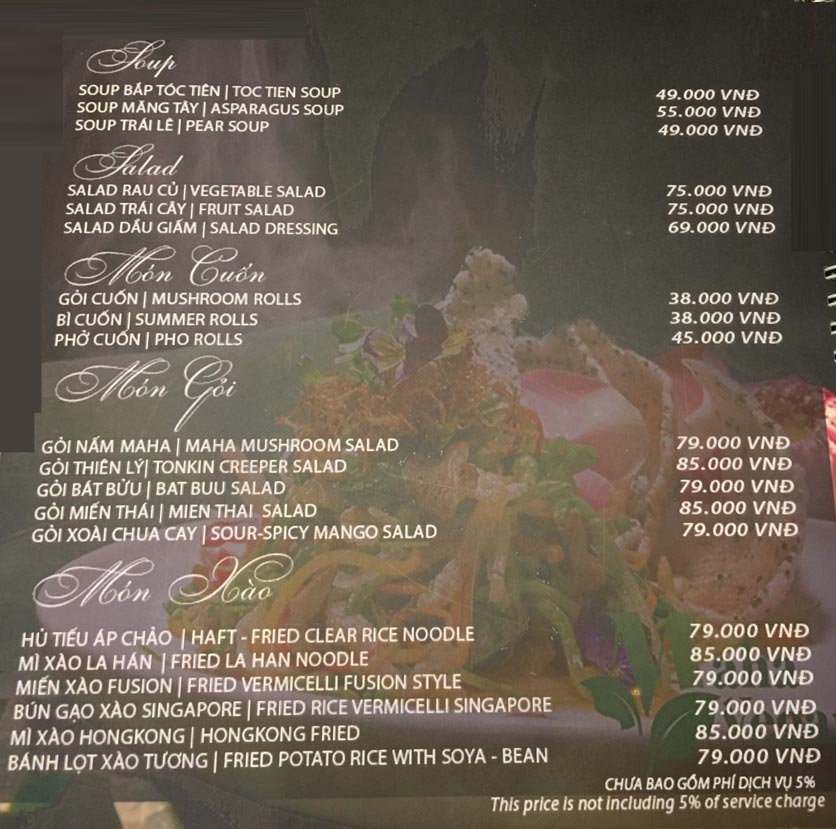 Soup
SOUP BẮP TÓC TIÊN | TOC TIEN SOUP 49.000 VNĐ
SOUP MĂNG TÂY | ASPARAGUS SOUP 55.000 VNĐ
SOUP TRÁI LÊ | PEAR SOUP 49.000 VNĐ
Salad
SALAD RAU CỦ | VEGETABLE SALAD 75.000 VNĐ
SALAD TRÁI CÂY | FRUIT SALAD 75.000 VNĐ
SALAD DẦU GIẤM | SALAD DRESSING 69.000 VNĐ
Món Cuốn
GỎI CUỐN | MUSHROOM ROLLS 38.000 VNĐ
BÌ CUỐN | SUMMER ROLLS 38.000 VNĐ
PHỞ CUỐN | PHO ROLLS 45.000 VNĐ
Món Gỏi
GỎI NẤM MAHA | MAHA MUSHROOM SALAD 79.000 VNĐ
GỎI THIÊN LÝ| TONKIN CREEPER SALAD 85.000 VNĐ
GỎI BÁT BỬU | BAT BUU SALAD 79.000 VNĐ
GỎI MIẾN THÁI | MIEN THAI SALAD 85.000 VNĐ
GỎI XOÀI CHUA CAY | SOUR-SPICY MANGO SALAD 79.000 VNĐ
Món Xào
HỦ TIẾU ÁP CHẢO | HAFT - FRIED CLEAR RICE NOODLE 79.000 VNĐ
MÌ XÀO LA HÁN | FRIED LA HAN NOODLE 85.000 VNĐ
MIẾN XÀO FUSION | FRIED VERMICELLI FUSION STYLE 79.000 VNĐ
BÚN GẠO XÀO SINGAPORE | FRIED RICE VERMICELLI SINGAPORE 79.000 VNĐ
MÌ XÀO HONGKONG | HONGKONG FRIED 85.000 VNĐ
BÁNH LỌT XÀO TƯƠNG | FRIED POTATO RICE WITH SOYA - BEAN 79.000 VNĐ
CHƯA BAO GỒM PHÍ DỊCH VỤ 5%
This price is not including 5% of service charge